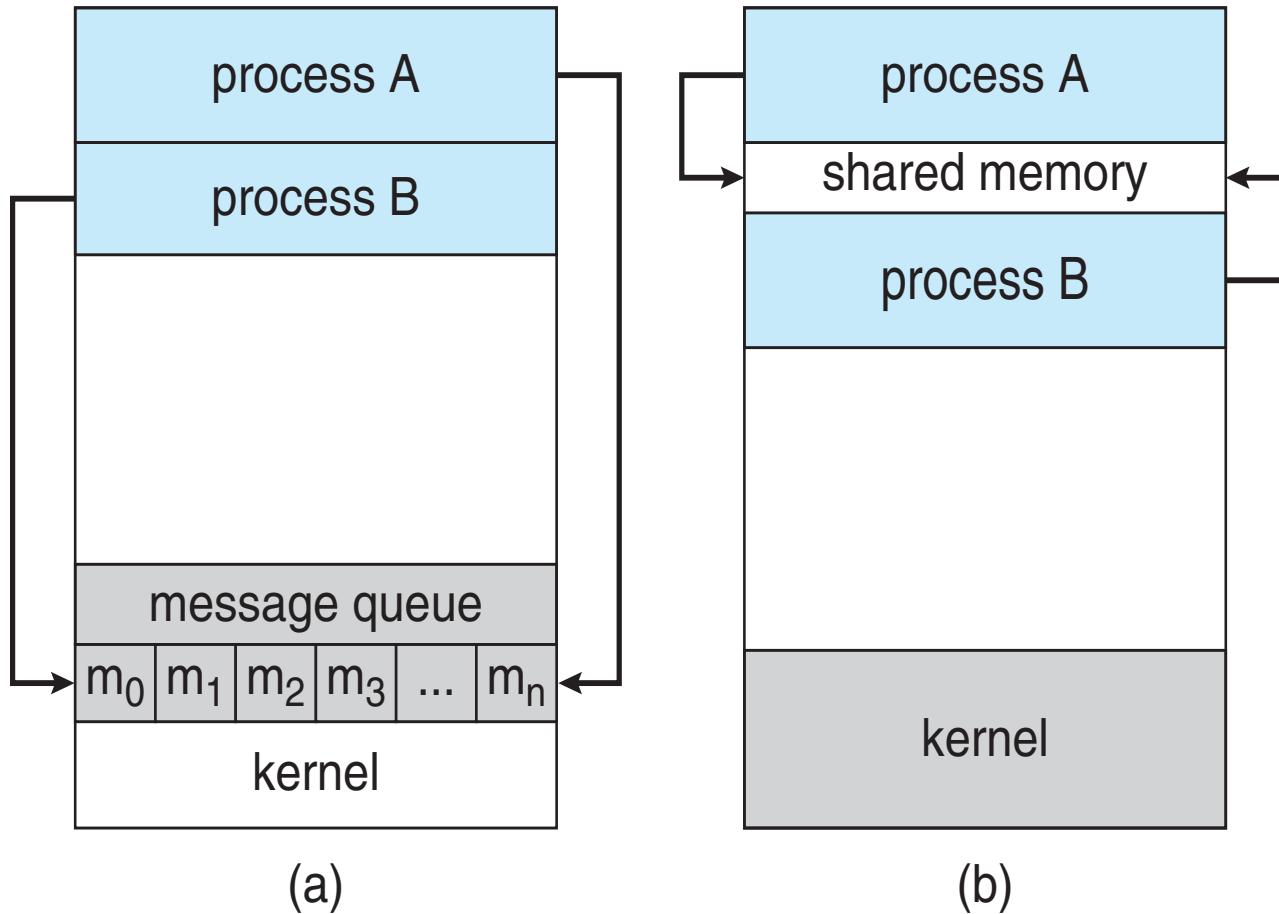 process A
process B
message queue
m0 m1 m2 m3 ... mn
kernel
(a)
process A
shared memory
process B
kernel
(b)